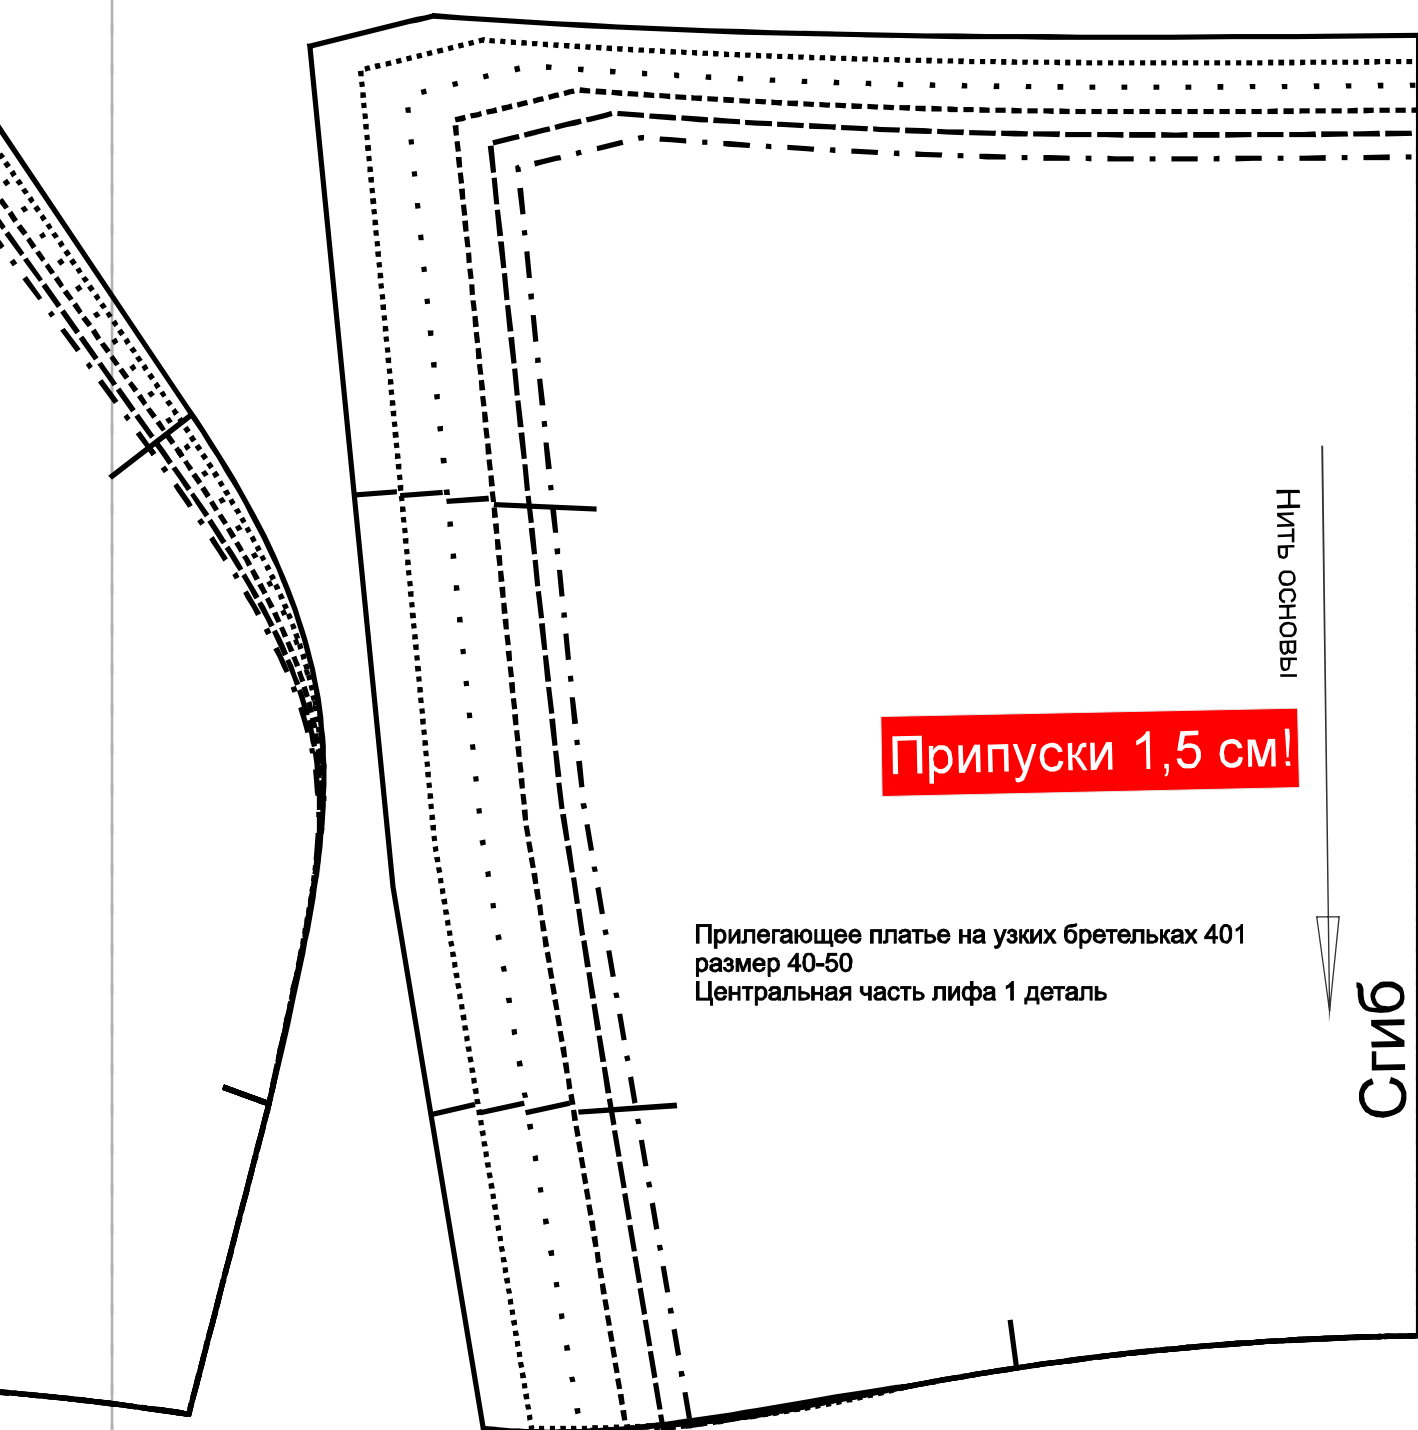 Нить основы
Припуски 1,5 см!
Прилегающее платье на узких бретельках 401
размер 40-50
Центральная часть лифа 1 деталь
Сгиб